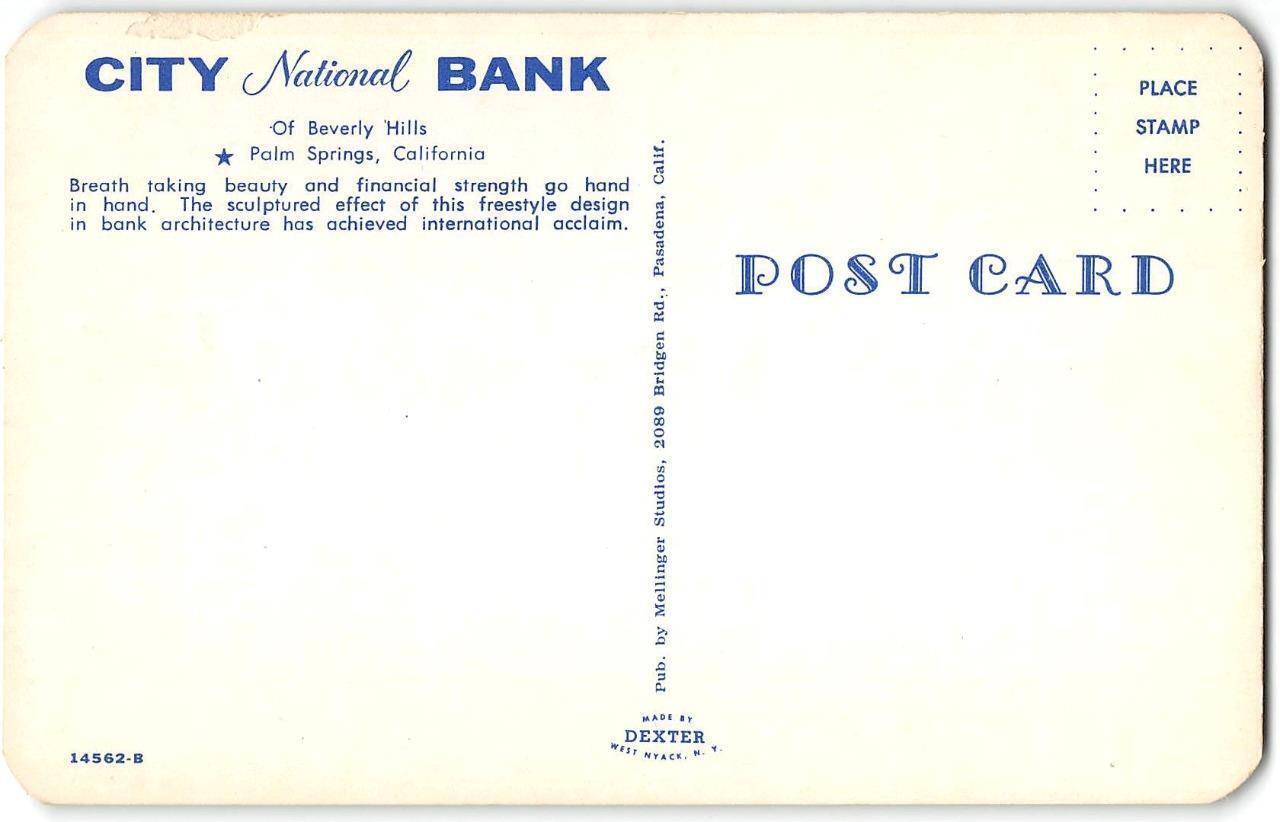 CITY National BANK
Of Beverly Hills
★ Palm Springs, California
Breath taking beauty and financial strength go hand
in hand. The sculptured effect of this freestyle design
in bank architecture has achieved international acclaim.
14562-B
Pub. by Mellinger Studios, 2089 Bridgen Rd., Pasadena, Calif.
MADE BY
DEXTER
WEST NYACK, N. Y.
PLACE
STAMP
HERE
POST CARD